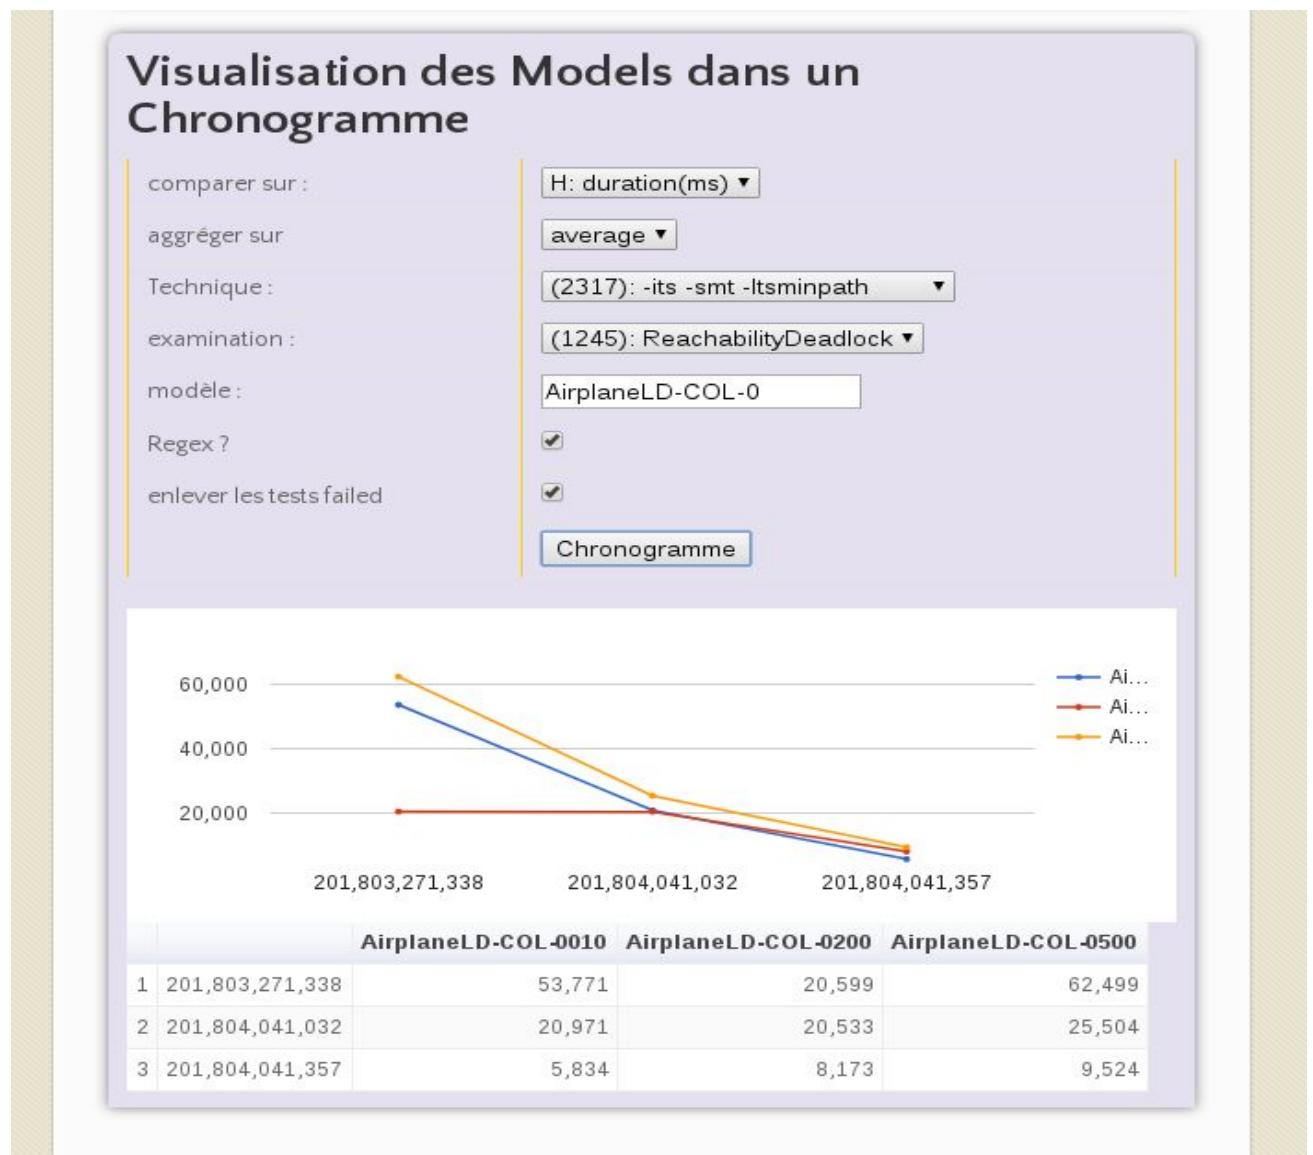 Visualisation des Models dans un
Chronogramme
comparer sur :
H: duration(ms)
aggréger sur
average
Technique :
(2317): -its -smt -ltsminpath
examination :
(1245): ReachabilityDeadlock
modèle :
AirplaneLD-COL-0
Regex ?
enlever les tests failed
Chronogramme
60,000
40,000
20,000
Ai...
Ai...
Ai...
201,803,271,338 201,804,041,032 201,804,041,357
AirplaneLD-COL-0010 AirplaneLD-COL-0200 AirplaneLD-COL-0500
1 201,803,271,338 53,771 20,599 62,499
2 201,804,041,032 20,971 20,533 25,504
3 201,804,041,357 5,834 8,173 9,524